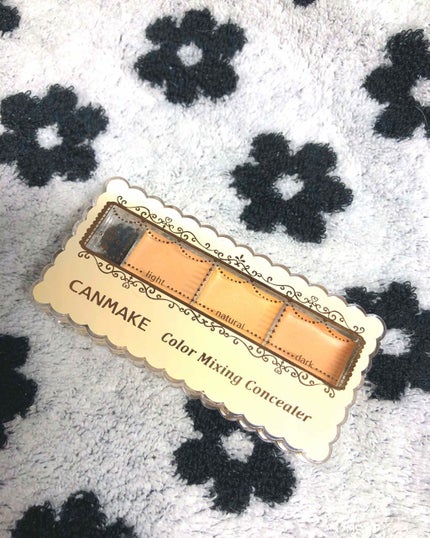 light
natural
dark
CANMAKE
Color Mixing Concealer